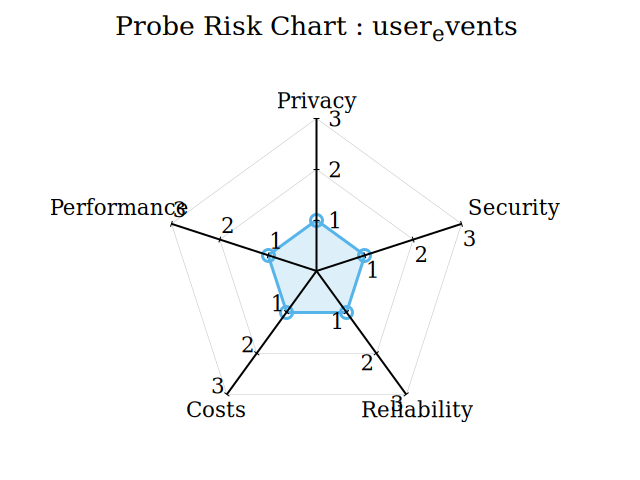 Probe Risk Chart : userₑvents
Privacy
3
2
1
Performance
3
2
1
Security
1
2
3
1
2
3
Costs
1
2
3
Reliability